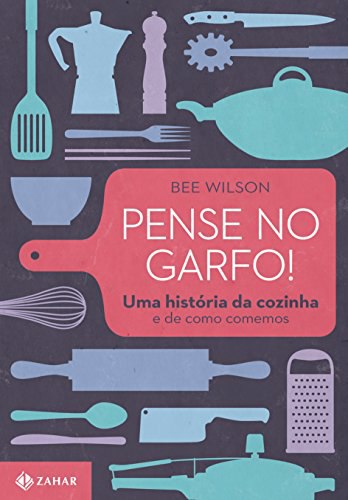 BEE WILSON
PENSE NO
GARFO!
Uma história da cozinha
e de como comemos
ZAHAR